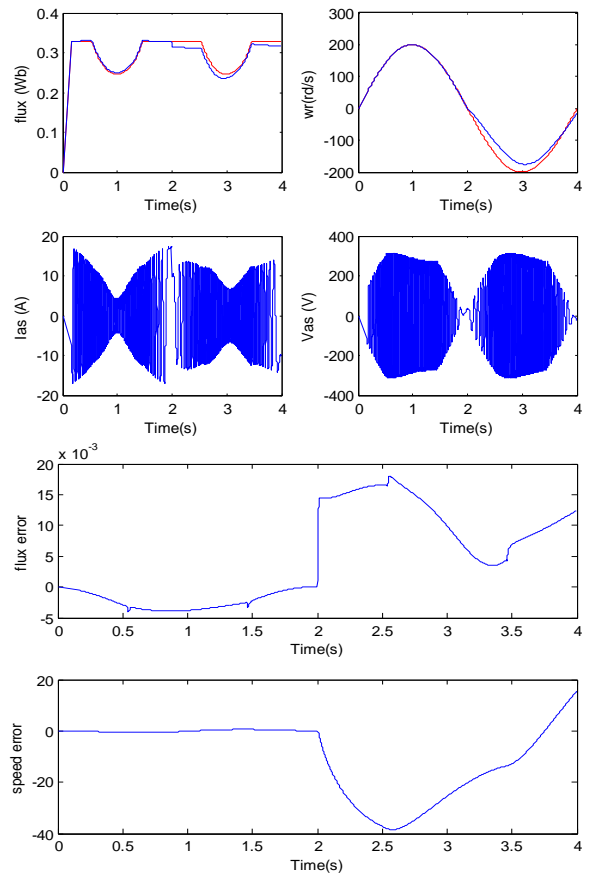 flux (Wb)
0.4
0.3
0.2
0.1
0
0 1 2 3 4
Time(s)
wr(rd/s)
300
200
100
0
-100
-200
0 1 2 3 4
Time(s)
Ias (A)
20
10
0
-10
-20
0 1 2 3 4
Time(s)
Vas (V)
400
200
0
-200
-400
0 1 2 3 4
Time(s)
x 10^-3
flux error
20
15
10
5
0
-5
0 0.5 1 1.5 2 2.5 3 3.5 4
Time(s)
speed error
20
0
-20
-40
0 0.5 1 1.5 2 2.5 3 3.5 4
Time(s)